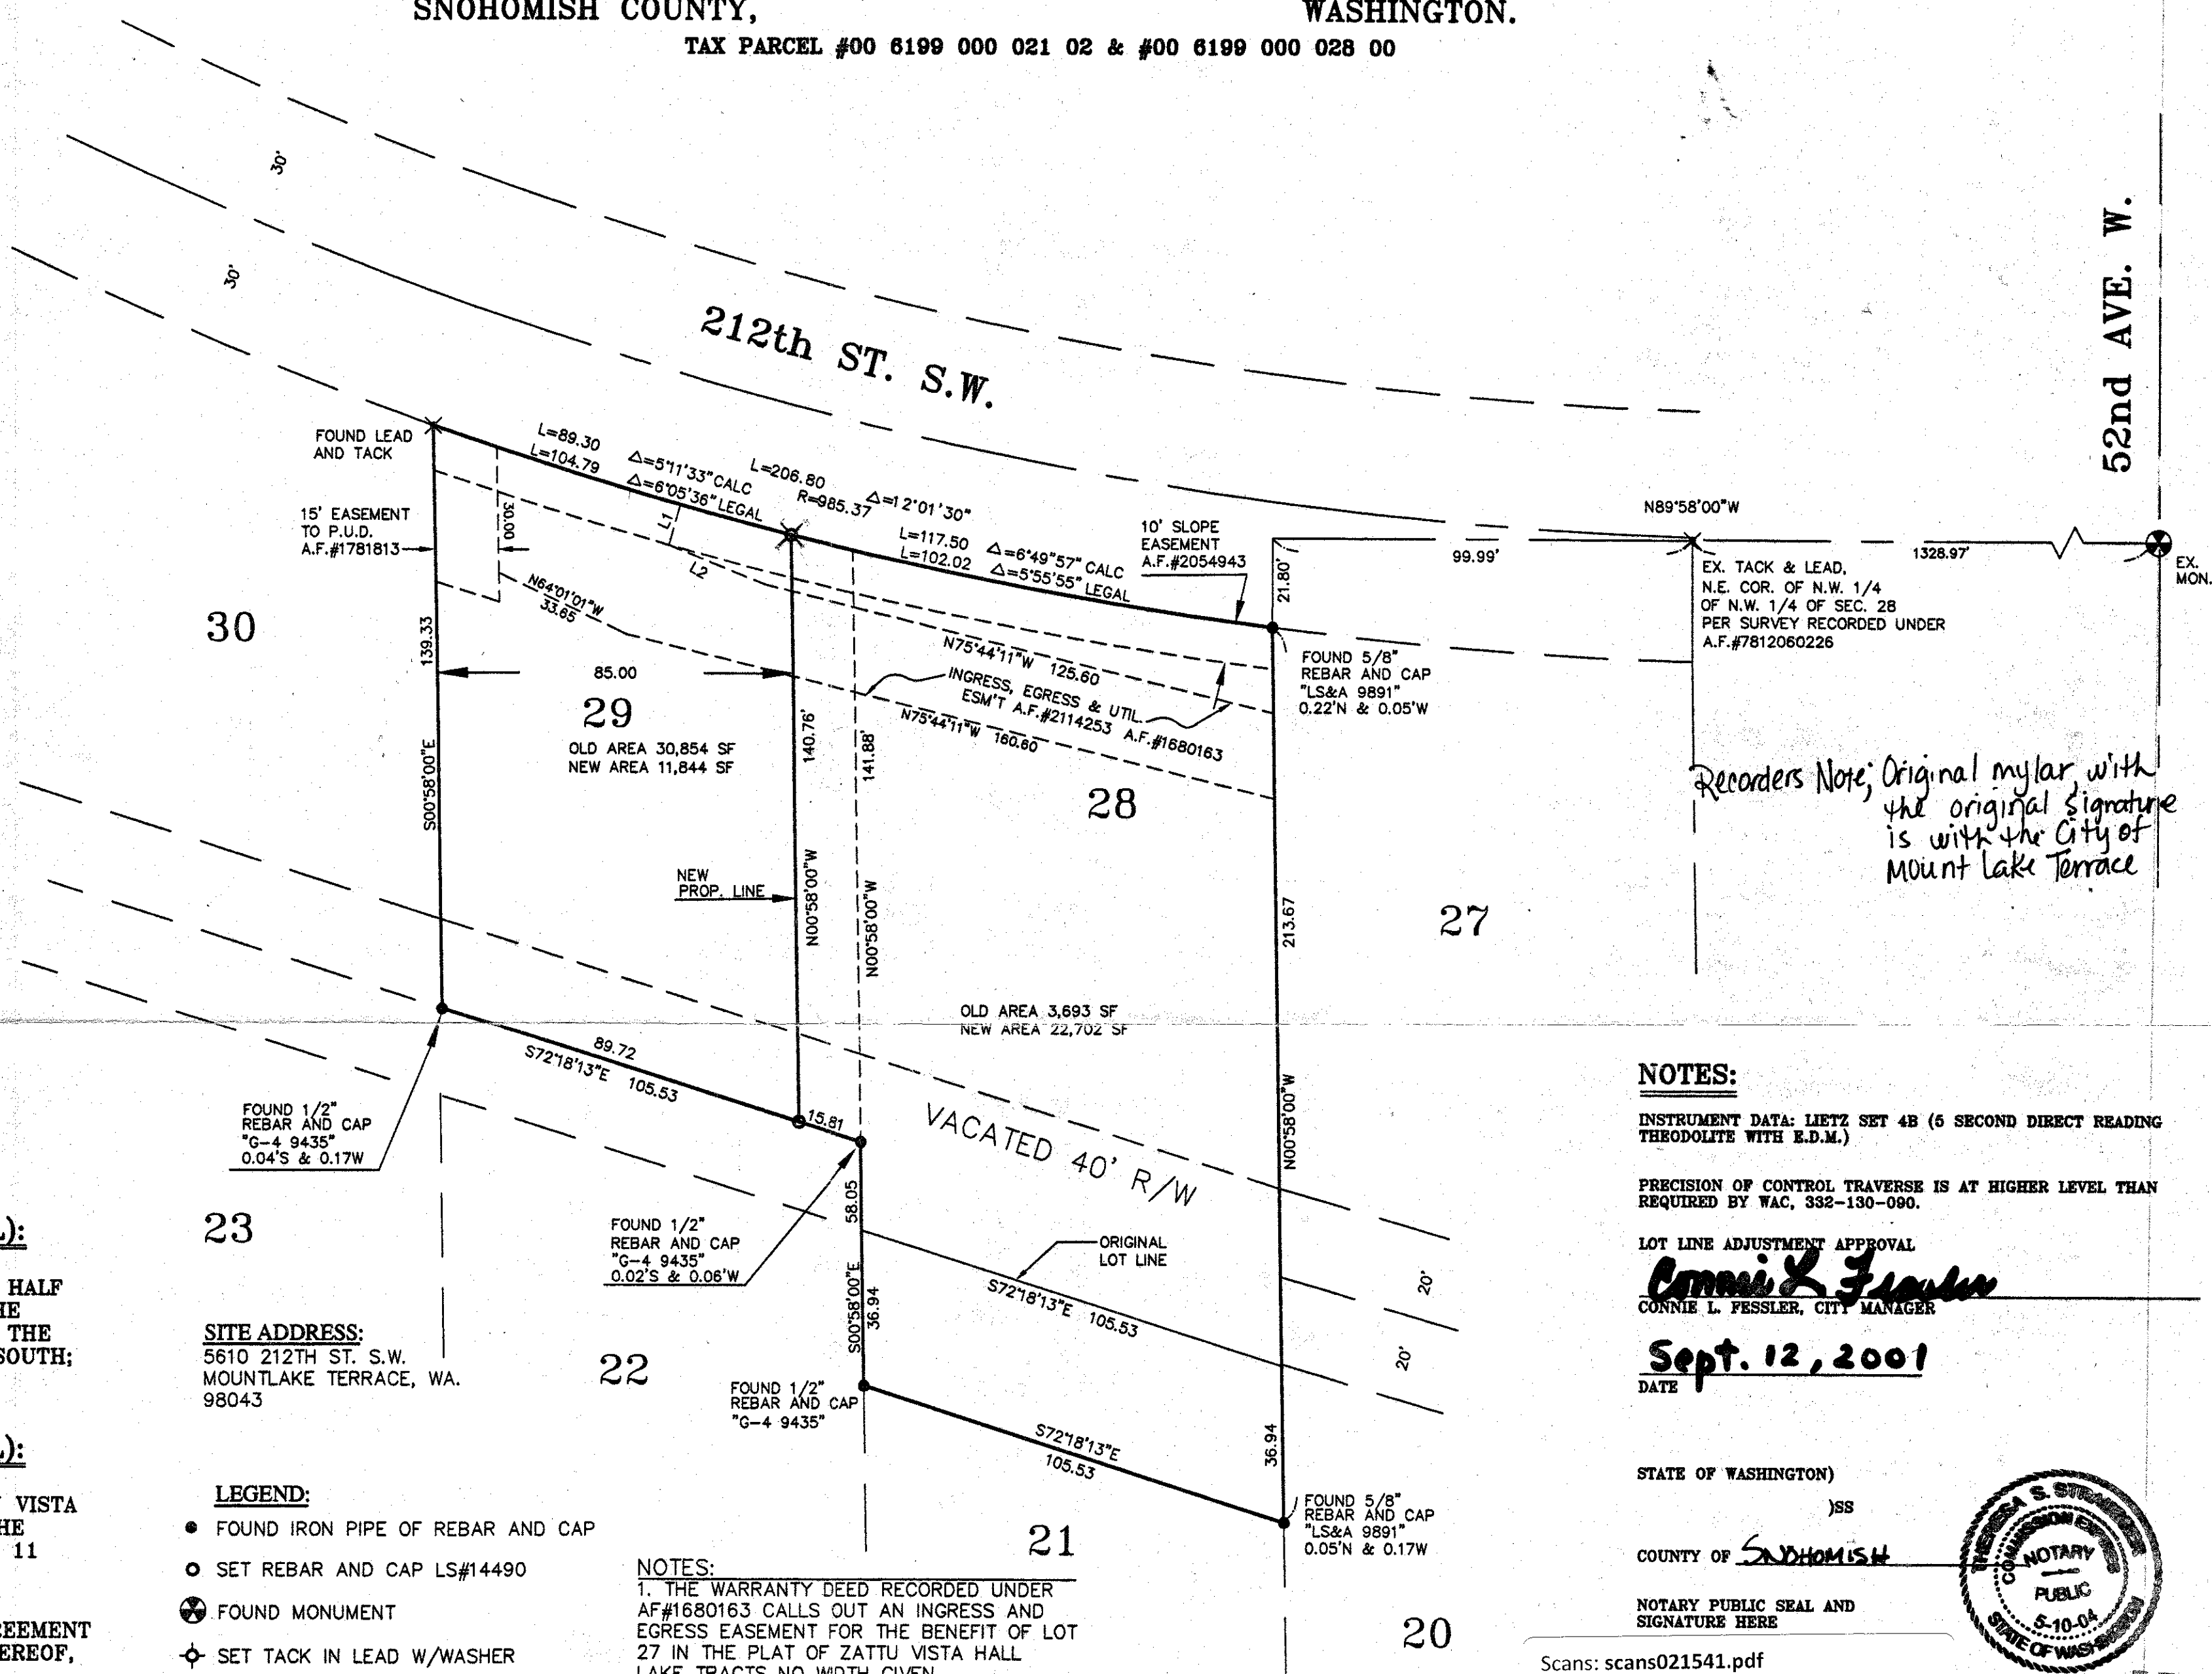 SNOHOMISH COUNTY, WASHINGTON.
TAX PARCEL #00 6199 000 021 02 & #00 6199 000 028 00
30'
30'
212th ST. S.W.
52nd AVE. W.
FOUND LEAD
AND TACK
L=89.30
L=104.79
Δ=5°11'33" CALC
Δ=6°05'36" LEGAL
L=206.80
R=985.37
Δ=12°01'30"
L=117.50
L=102.02
Δ=6°49'57" CALC
Δ=5°55'55" LEGAL
10' SLOPE
EASEMENT
A.F.#2054943
21.80'
99.99'
N89°58'00"W
1328.97'
EX.
MON.
EX. TACK & LEAD,
N.E. COR. OF N.W. 1/4
OF N.W. 1/4 OF SEC. 28
PER SURVEY RECORDED UNDER
A.F.#7812060226
15' EASEMENT
TO P.U.D.
A.F.#1781813
30.00
L1
L2
N64°01'01"W
33.65
30
139.33
S00°58'00"E
85.00
29
OLD AREA 30,854 SF
NEW AREA 11,844 SF
140.76'
141.88'
N75°44'11"W 125.60
INGRESS, EGRESS & UTIL.
ESM'T A.F.#2114253 A.F.#1680163
N75°44'11"W 160.60
FOUND 5/8"
REBAR AND CAP
"LS&A 9891"
0.22'N & 0.05'W
28
Recorders Note; Original mylar, with
the original signature
is with the City of
Mount Lake Terrace
NEW
PROP. LINE
N00°58'00"W
N00°58'00"W
213.67
27
OLD AREA 3,693 SF
NEW AREA 22,702 SF
89.72
S72°18'13"E 105.53
15.81
N00°58'00"W
VACATED 40' R/W
FOUND 1/2"
REBAR AND CAP
"G-4 9435"
0.04'S & 0.17W
23
FOUND 1/2"
REBAR AND CAP
"G-4 9435"
0.02'S & 0.06'W
58.05
S00°58'00"E
36.94
ORIGINAL
LOT LINE
S72°18'13"E 105.53
20'
20'
22
FOUND 1/2"
REBAR AND CAP
"G-4 9435"
S72°18'13"E
105.53
36.94
FOUND 5/8"
REBAR AND CAP
"LS&A 9891"
0.05'N & 0.17W
21
20
L):
HALF
HE
THE
SOUTH;
L):
VISTA
HE
11
REEMENT
EREOF,
SITE ADDRESS:
5610 212TH ST. S.W.
MOUNTLAKE TERRACE, WA.
98043
LEGEND:
FOUND IRON PIPE OF REBAR AND CAP
SET REBAR AND CAP LS#14490
FOUND MONUMENT
SET TACK IN LEAD W/WASHER
NOTES:
1. THE WARRANTY DEED RECORDED UNDER
AF#1680163 CALLS OUT AN INGRESS AND
EGRESS EASEMENT FOR THE BENEFIT OF LOT
27 IN THE PLAT OF ZATTU VISTA HALL
LAKE TRACTS NO WIDTH GIVEN
NOTES:
INSTRUMENT DATA: LIETZ SET 4B (5 SECOND DIRECT READING
THEODOLITE WITH E.D.M.)
PRECISION OF CONTROL TRAVERSE IS AT HIGHER LEVEL THAN
REQUIRED BY WAC, 332-130-090.
LOT LINE ADJUSTMENT APPROVAL
Connie L Fessler
CONNIE L. FESSLER, CITY MANAGER
Sept. 12, 2001
DATE
STATE OF WASHINGTON)
)SS
COUNTY OF SNOHOMISH
NOTARY PUBLIC SEAL AND
SIGNATURE HERE
THERESA S.
COMMISSION EXPIRES
NOTARY
PUBLIC
5-10-04
STATE OF WASHINGTON
Scans: scans021541.pdf